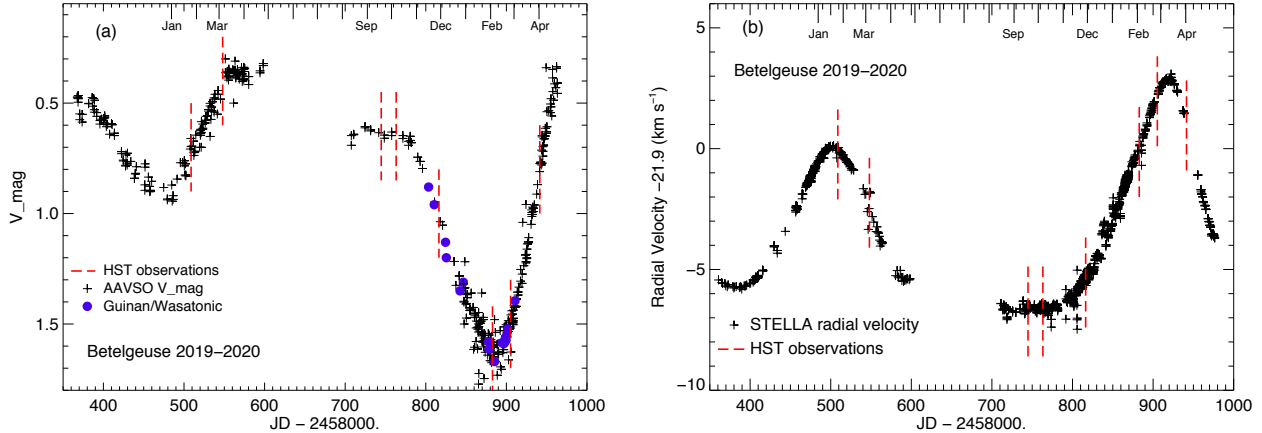 (a)
Jan Mar Sep Dec Feb Apr
0.5
1.0
1.5
V_mag
HST observations
AAVSO V_mag
Guinan/Wasatonic
Betelgeuse 2019−2020
400 500 600 700 800 900 1000
JD − 2458000.
(b)
Jan Mar Sep Dec Feb Apr
Betelgeuse 2019−2020
5
0
−5
−10
Radial Velocity −21.9 (km s⁻¹)
STELLA radial velocity
HST observations
400 500 600 700 800 900 1000
JD − 2458000.